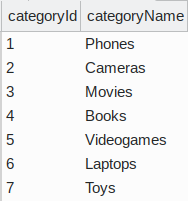 categoryId categoryName
1 Phones
2 Cameras
3 Movies
4 Books
5 Videogames
6 Laptops
7 Toys